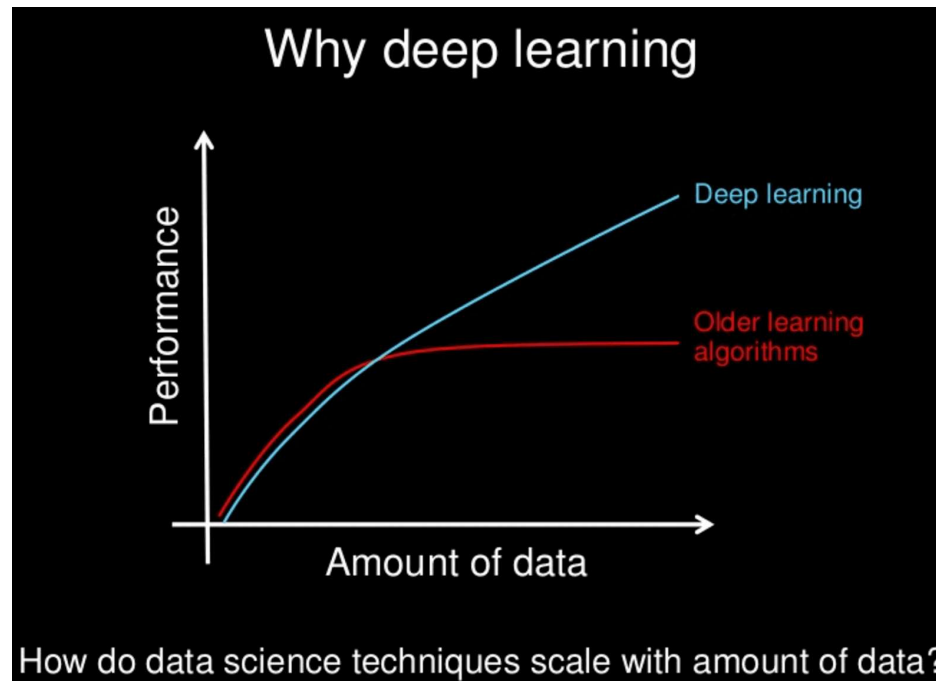 Why deep learning
Performance
Deep learning
Older learning
algorithms
Amount of data
How do data science techniques scale with amount of data?